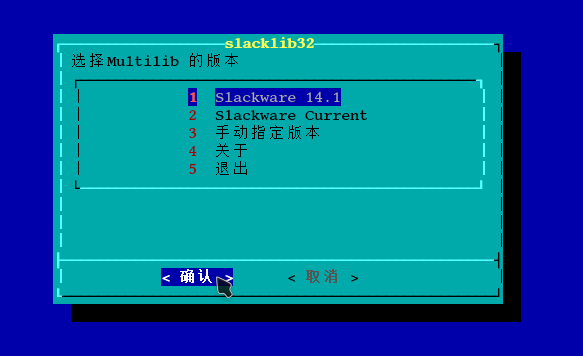 slacklib32
选择Multilib 的版本
1 Slackware 14.1
2 Slackware Current
3 手动指定版本
4 关于
5 退出
< 确认 > < 取消 >